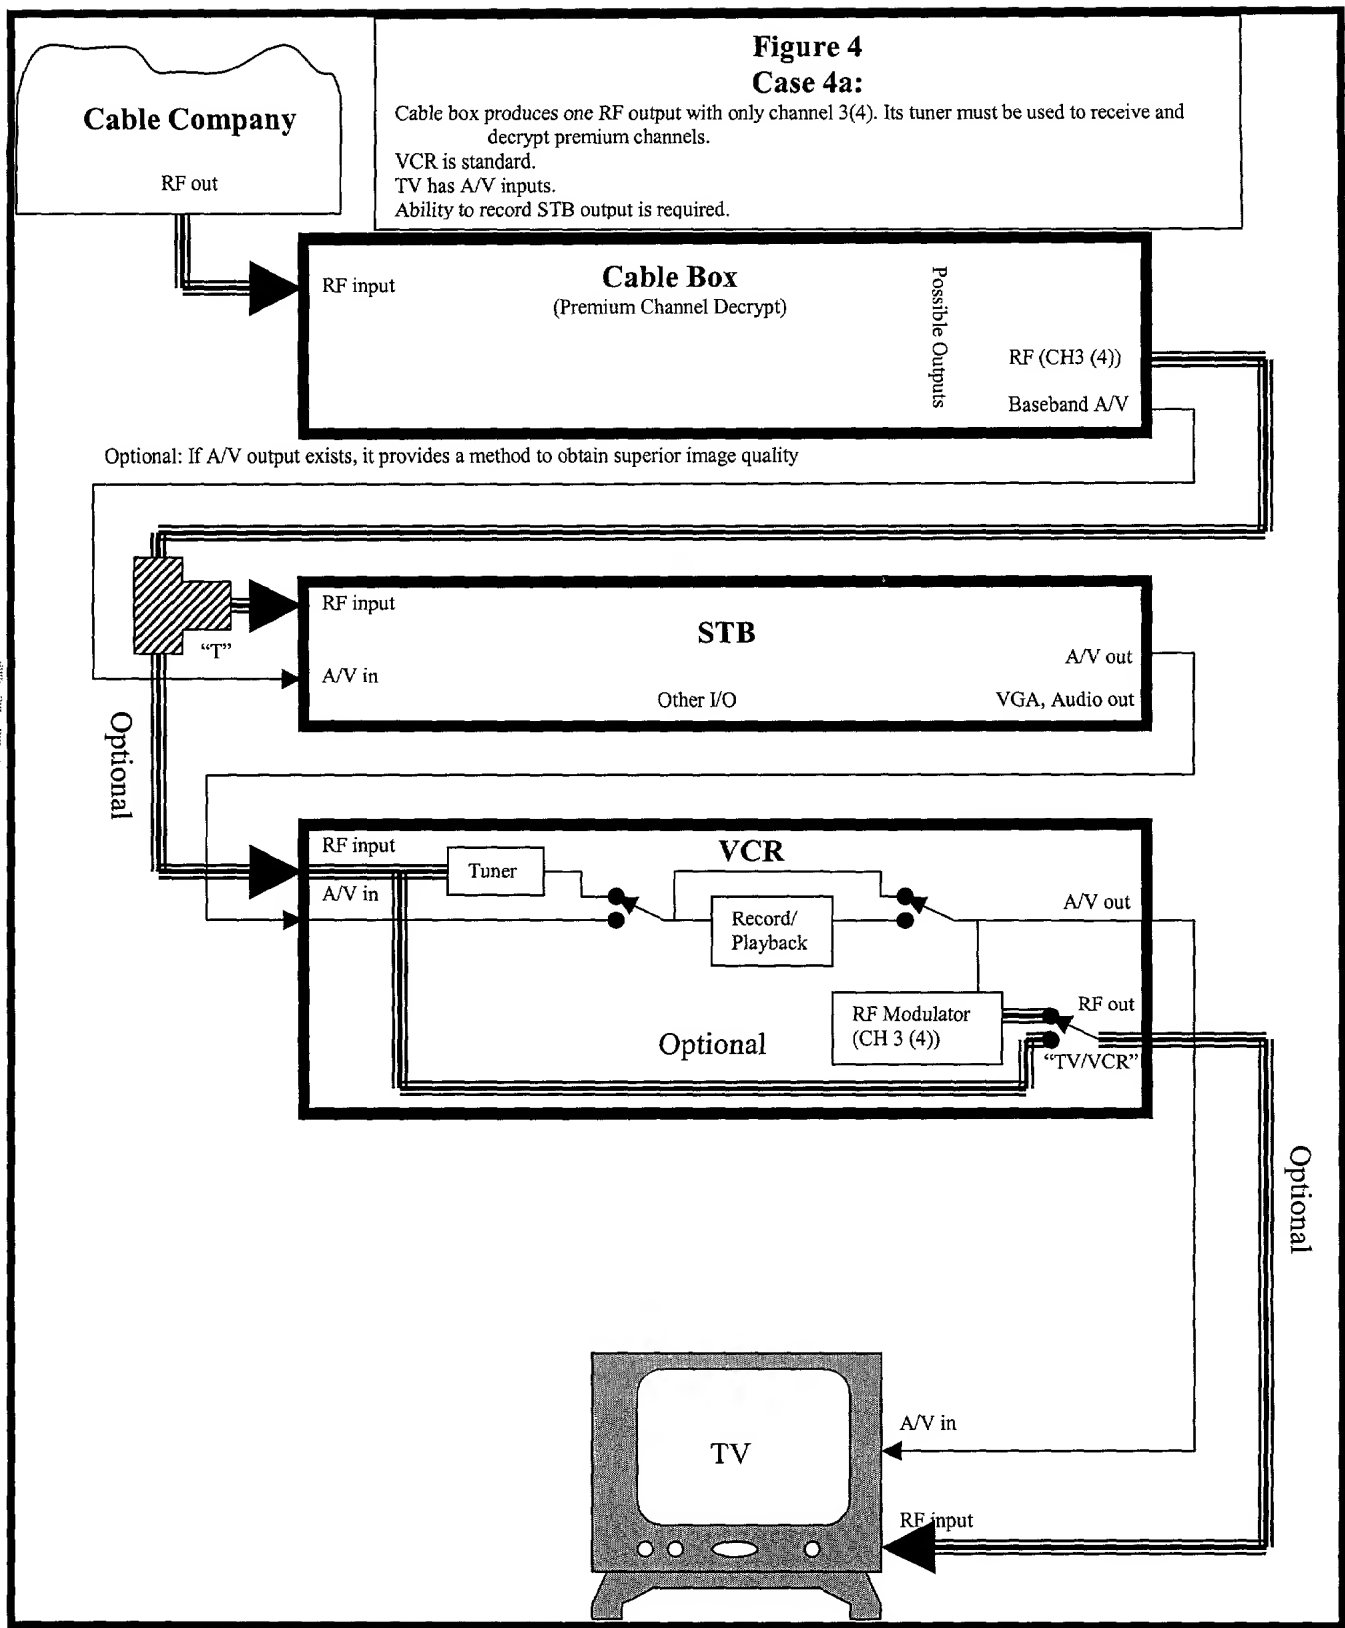 Figure 4
Case 4a:
Cable box produces one RF output with only channel 3(4). Its tuner must be used to receive and
decrypt premium channels.
VCR is standard.
TV has A/V inputs.
Ability to record STB output is required.
Cable Company
RF out
Cable Box
(Premium Channel Decrypt)
RF input
Possible Outputs
RF (CH3 (4))
Baseband A/V
Optional: If A/V output exists, it provides a method to obtain superior image quality
"T"
RF input
STB
A/V out
A/V in
Other I/O
VGA, Audio out
Optional
RF input
VCR
Tuner
A/V in
Record/
Playback
A/V out
RF Modulator
(CH 3 (4))
RF out
"TV/VCR"
Optional
Optional
TV
A/V in
RF input